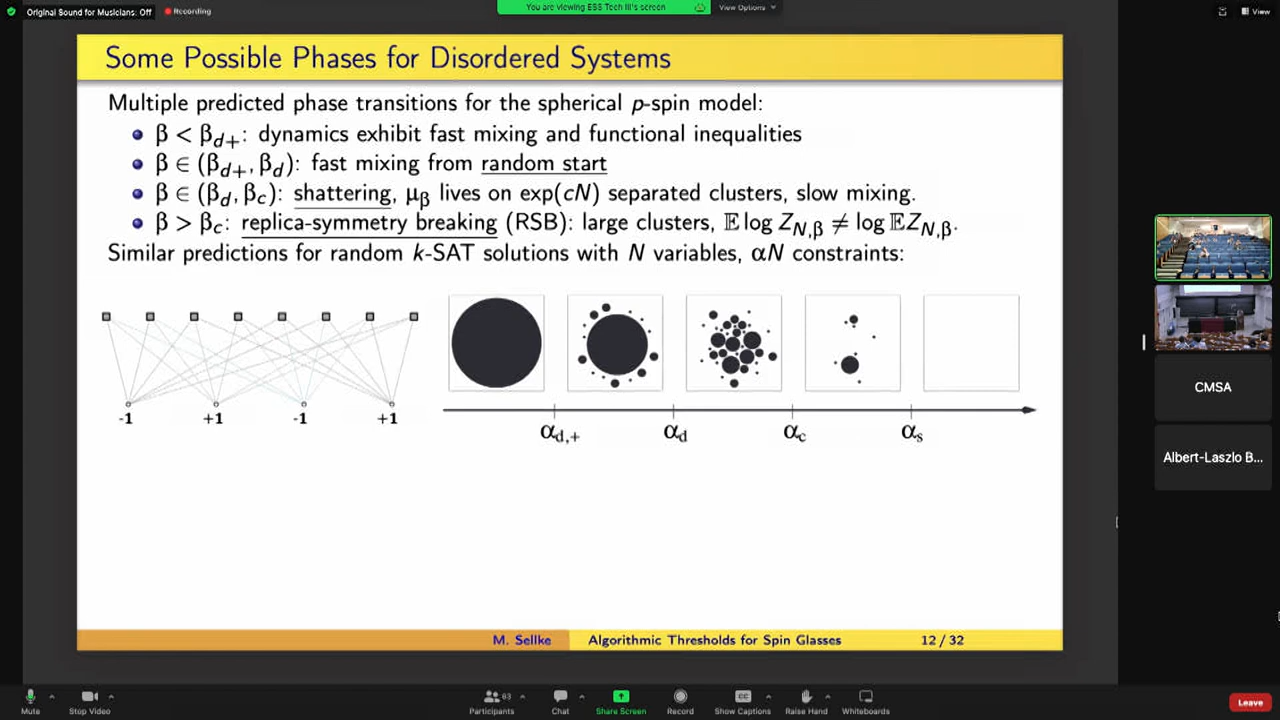 Original Sound for Musicians: Off
Recording
You are viewing ESS Tech III's screen
View Options
View
Some Possible Phases for Disordered Systems
Multiple predicted phase transitions for the spherical p-spin model:
β < β_{d+}: dynamics exhibit fast mixing and functional inequalities
β ∈ (β_{d+}, β_d): fast mixing from random start
β ∈ (β_d, β_c): shattering, μ_β lives on exp(cN) separated clusters, slow mixing.
β > β_c: replica-symmetry breaking (RSB): large clusters, 𝔼 log Z_{N,β} ≠ log 𝔼Z_{N,β}.
Similar predictions for random k-SAT solutions with N variables, αN constraints:
-1 +1 -1 +1
α_{d,+} α_d α_c α_s
CMSA
Albert-Laszlo B...
M. Sellke Algorithmic Thresholds for Spin Glasses 12 / 32
Mute
Stop Video
Participants 63
Chat
Share Screen
Record
CC
Show Captions
Raise Hand
Whiteboards
Leave